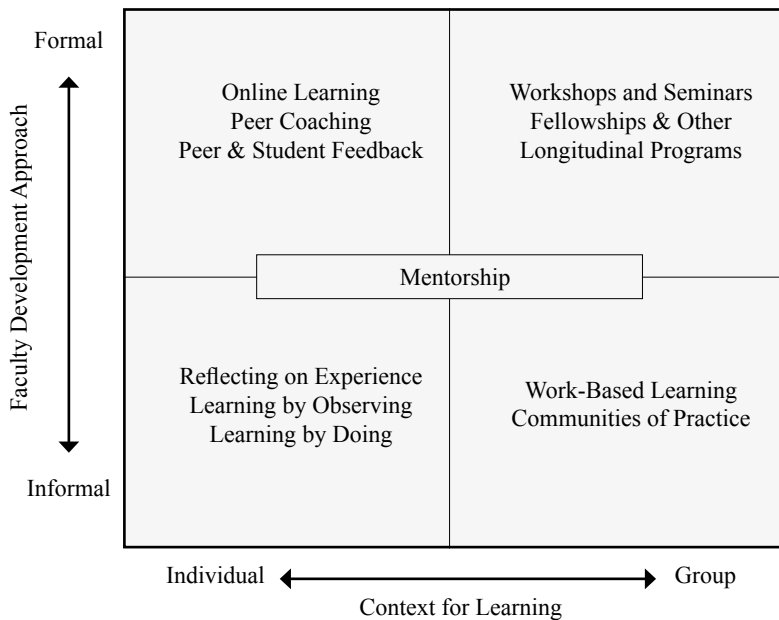 Formal
Online Learning
Peer Coaching
Peer & Student Feedback
Workshops and Seminars
Fellowships & Other
Longitudinal Programs
Faculty Development Approach
Mentorship
Reflecting on Experience
Learning by Observing
Learning by Doing
Work-Based Learning
Communities of Practice
Informal
Individual
Group
Context for Learning